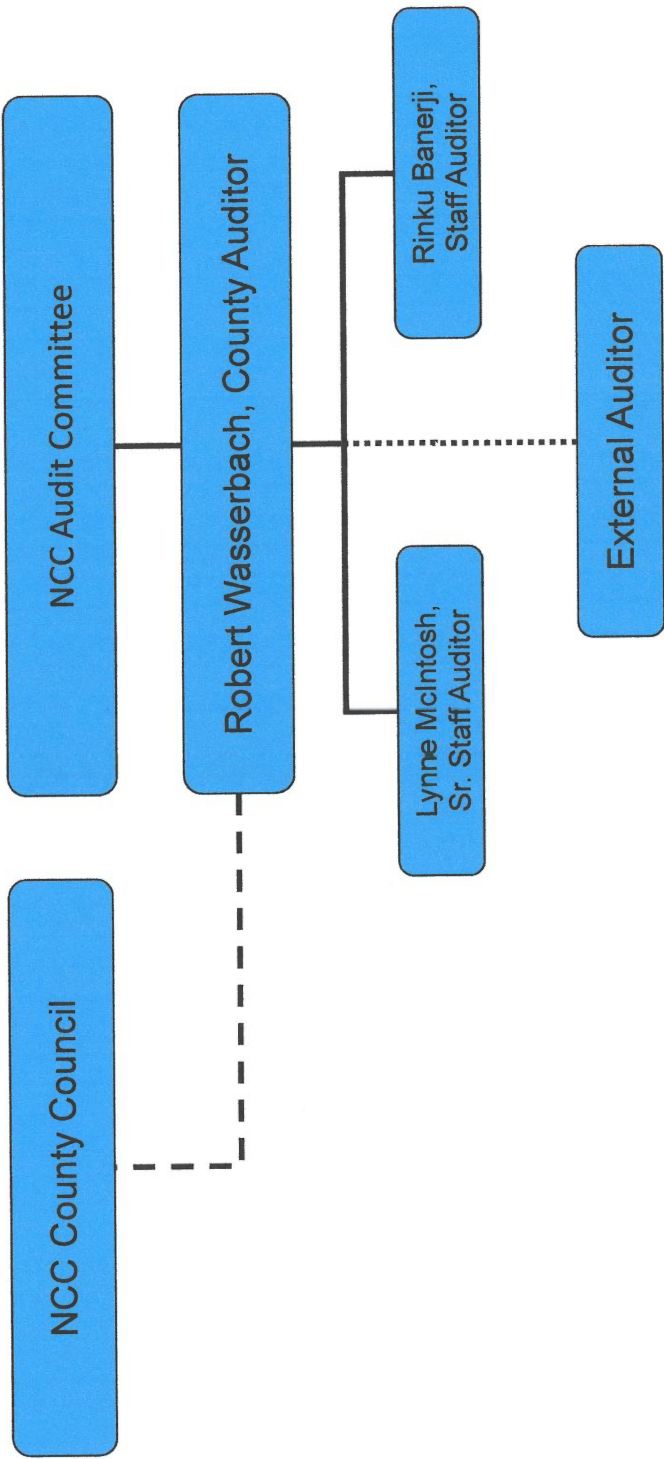 NCC County Council
NCC Audit Committee
Robert Wasserbach, County Auditor
Lynne McIntosh,
Sr. Staff Auditor
Rinku Banerji,
Staff Auditor
External Auditor